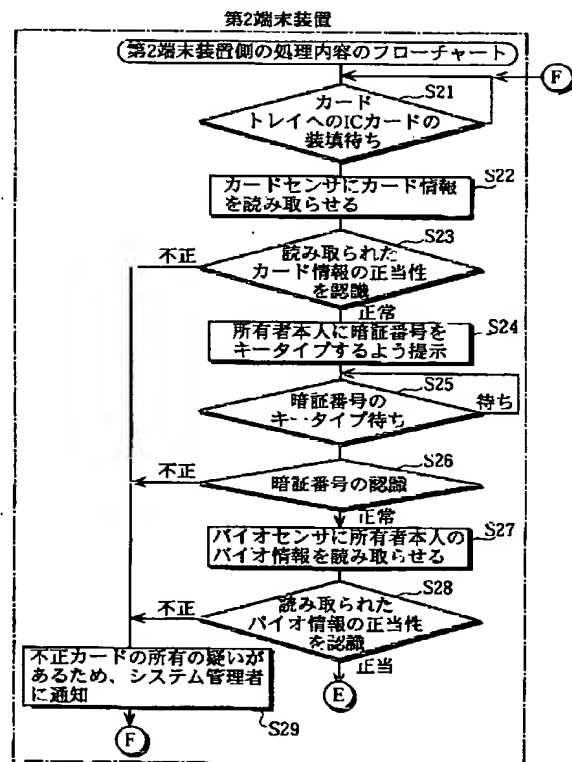 第2端末装置
第2端末装置側の処理内容のフローチャート
F
S21
カード
トレイへのICカードの
装填待ち
S22
カードセンサにカード情報
を読み取らせる
S23
読み取られた
カード情報の正当性
を認識
不正
正常
S24
所有者本人に暗証番号を
キータイプするよう提示
S25
暗証番号の
キータイプ待ち
待ち
S26
暗証番号の認識
不正
正常
S27
バイオセンサに所有者本人の
バイオ情報を読み取らせる
S28
読み取られた
バイオ情報の正当性
を認識
不正
正当
不正カードの所有の疑いが
あるため、システム管理者
に通知
S29
E
F